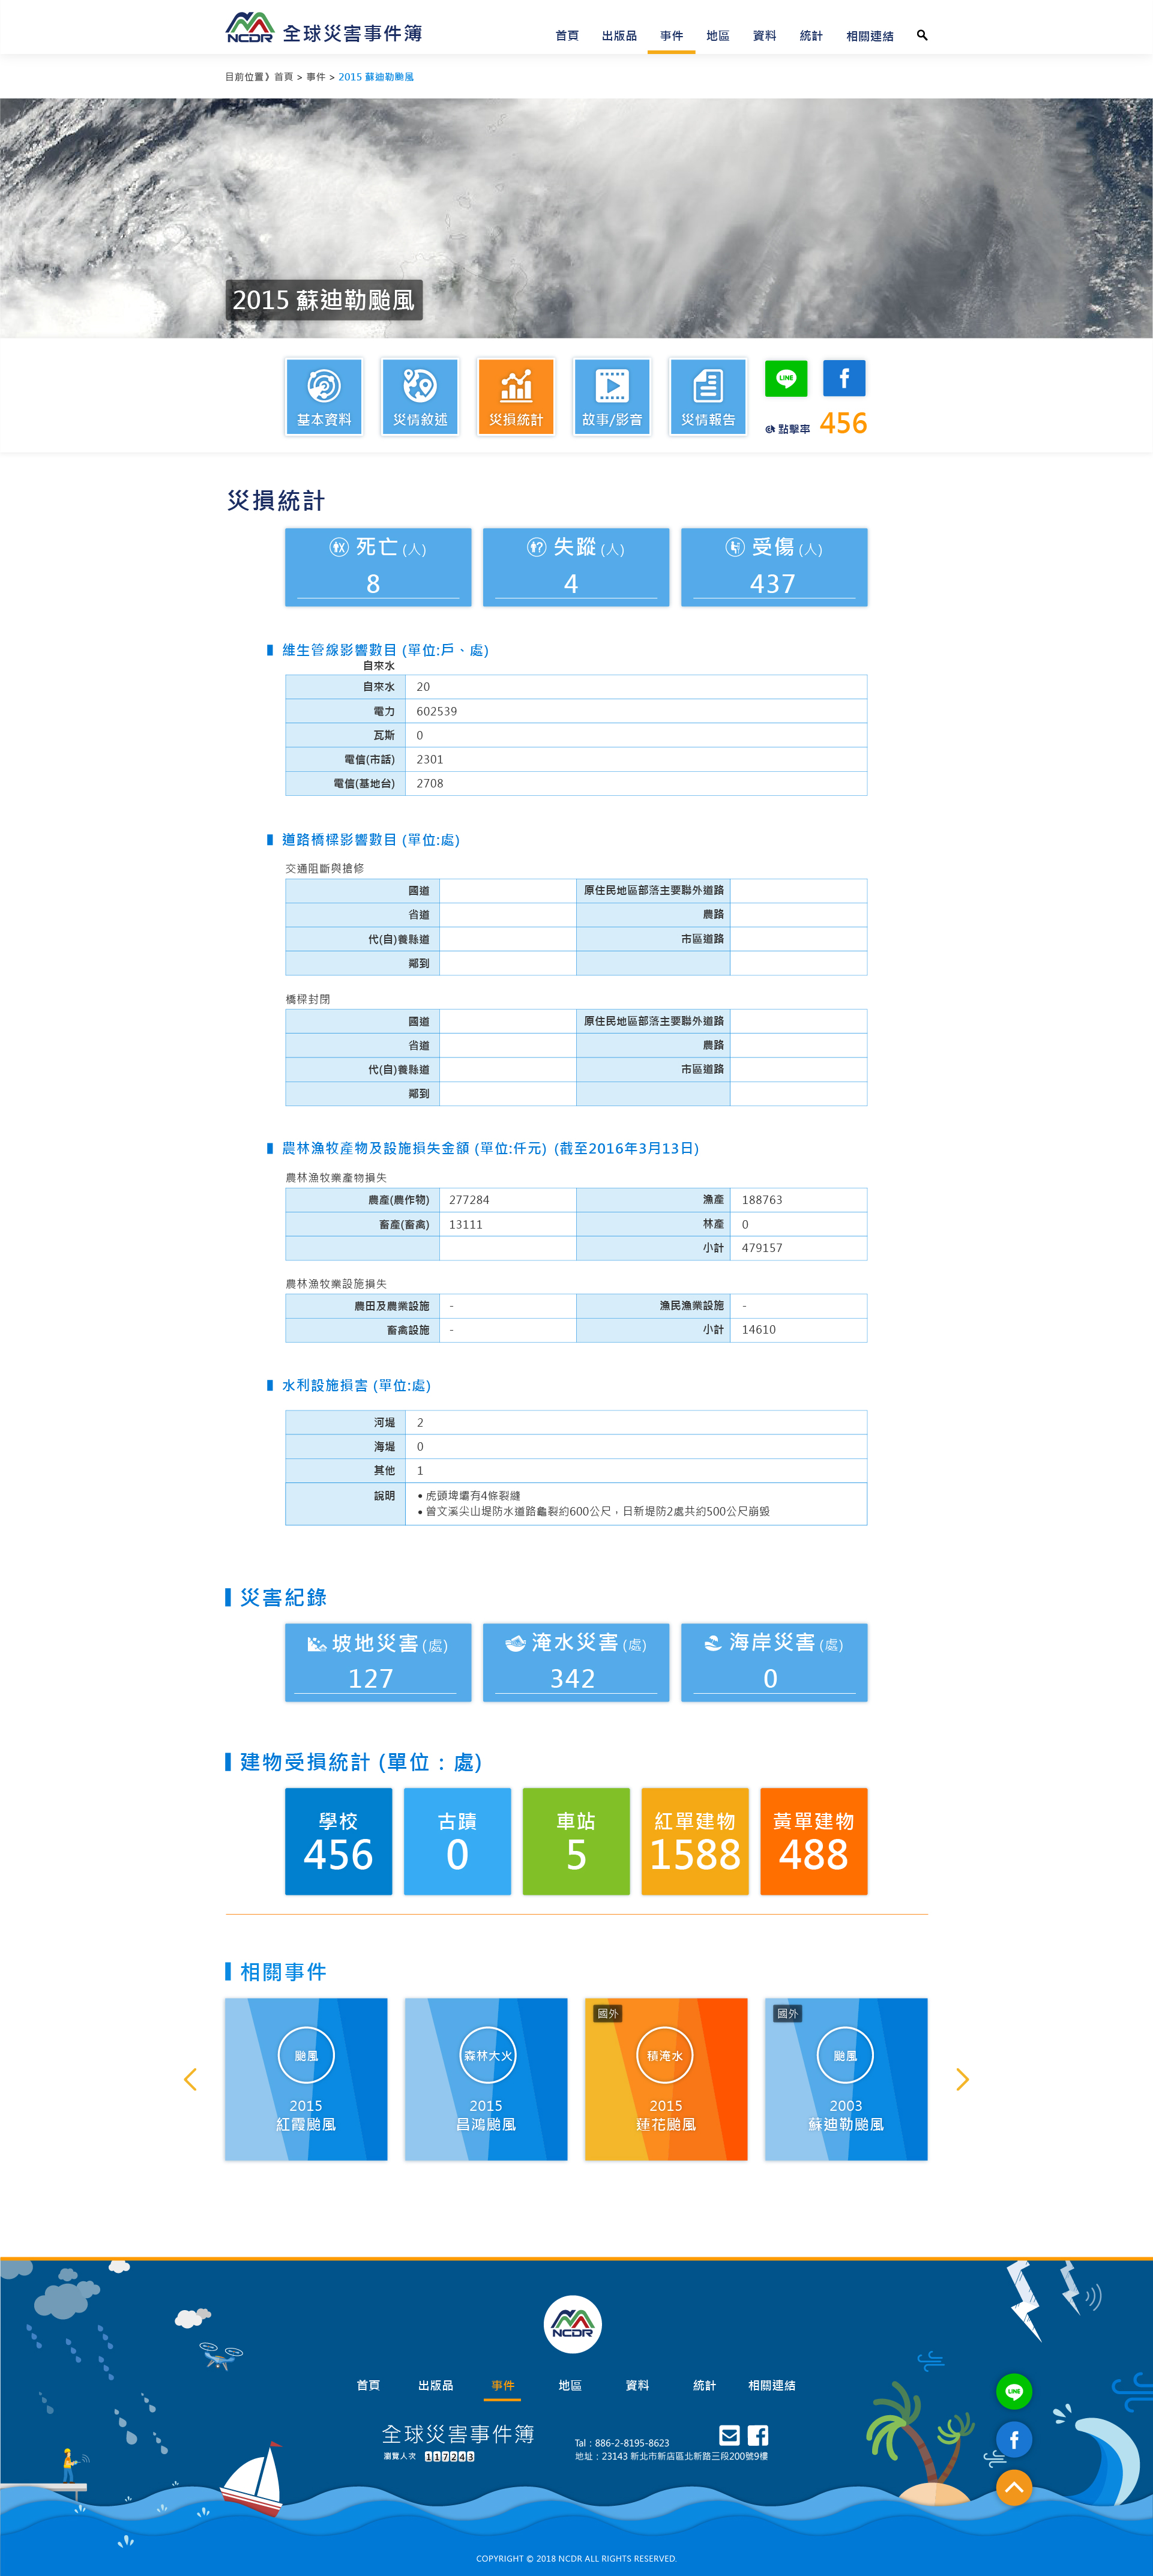 NCDR 全球災害事件簿
首頁 出版品 事件 地區 資料 統計 相關連結
目前位置》首頁 > 事件 > 2015 蘇迪勒颱風
2015 蘇迪勒颱風
基本資料 災情敘述 災損統計 故事/影音 災情報告
LINE f
點擊率 456
災損統計
死亡(人) 失蹤(人) 受傷(人)
8 4 437
維生管線影響數目 (單位:戶、處)
自來水
自來水 20
電力 602539
瓦斯 0
電信(市話) 2301
電信(基地台) 2708
道路橋樑影響數目 (單位:處)
交通阻斷與搶修
國道 原住民地區部落主要聯外道路
省道 農路
代(自)養縣道 市區道路
鄰到
橋樑封閉
國道 原住民地區部落主要聯外道路
省道 農路
代(自)養縣道 市區道路
鄰到
農林漁牧產物及設施損失金額 (單位:仟元) (截至2016年3月13日)
農林漁牧業產物損失
農產(農作物) 277284 漁產 188763
畜產(畜禽) 13111 林產 0
小計 479157
農林漁牧業設施損失
農田及農業設施 - 漁民漁業設施 -
畜禽設施 - 小計 14610
水利設施損害 (單位:處)
河堤 2
海堤 0
其他 1
說明 • 虎頭埤壩有4條裂縫
• 曾文溪尖山堤防水道路龜裂約600公尺，日新堤防2處共約500公尺崩毀
災害紀錄
坡地災害(處) 淹水災害(處) 海岸災害(處)
127 342 0
建物受損統計 (單位：處)
學校 古蹟 車站 紅單建物 黃單建物
456 0 5 1588 488
相關事件
國外 國外
颱風 森林大火 積淹水 颱風
2015 2015 2015 2003
紅霞颱風 昌鴻颱風 蓮花颱風 蘇迪勒颱風
NCDR
首頁 出版品 事件 地區 資料 統計 相關連結
LINE
全球災害事件簿
Tal：886-2-8195-8623
f
瀏覽人次 117243
地址：23143 新北市新店區北新路三段200號9樓
COPYRIGHT © 2018 NCDR ALL RIGHTS RESERVED.